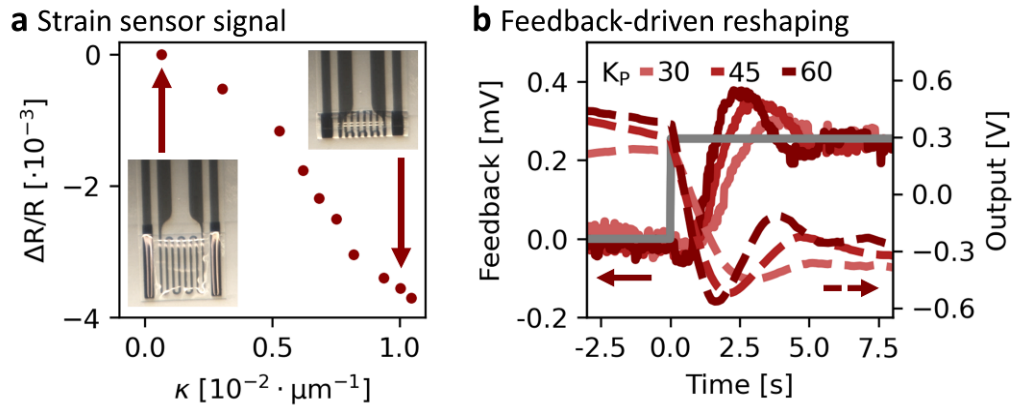 a Strain sensor signal
0
−2
−4
ΔR/R [·10⁻³]
0.0 0.5 1.0
κ [10⁻² · μm⁻¹]
b Feedback-driven reshaping
K_P 30 45 60
0.4
0.2
0.0
-0.2
Feedback [mV]
0.6
0.3
0.0
−0.3
−0.6
Output [V]
-2.5 0.0 2.5 5.0 7.5
Time [s]